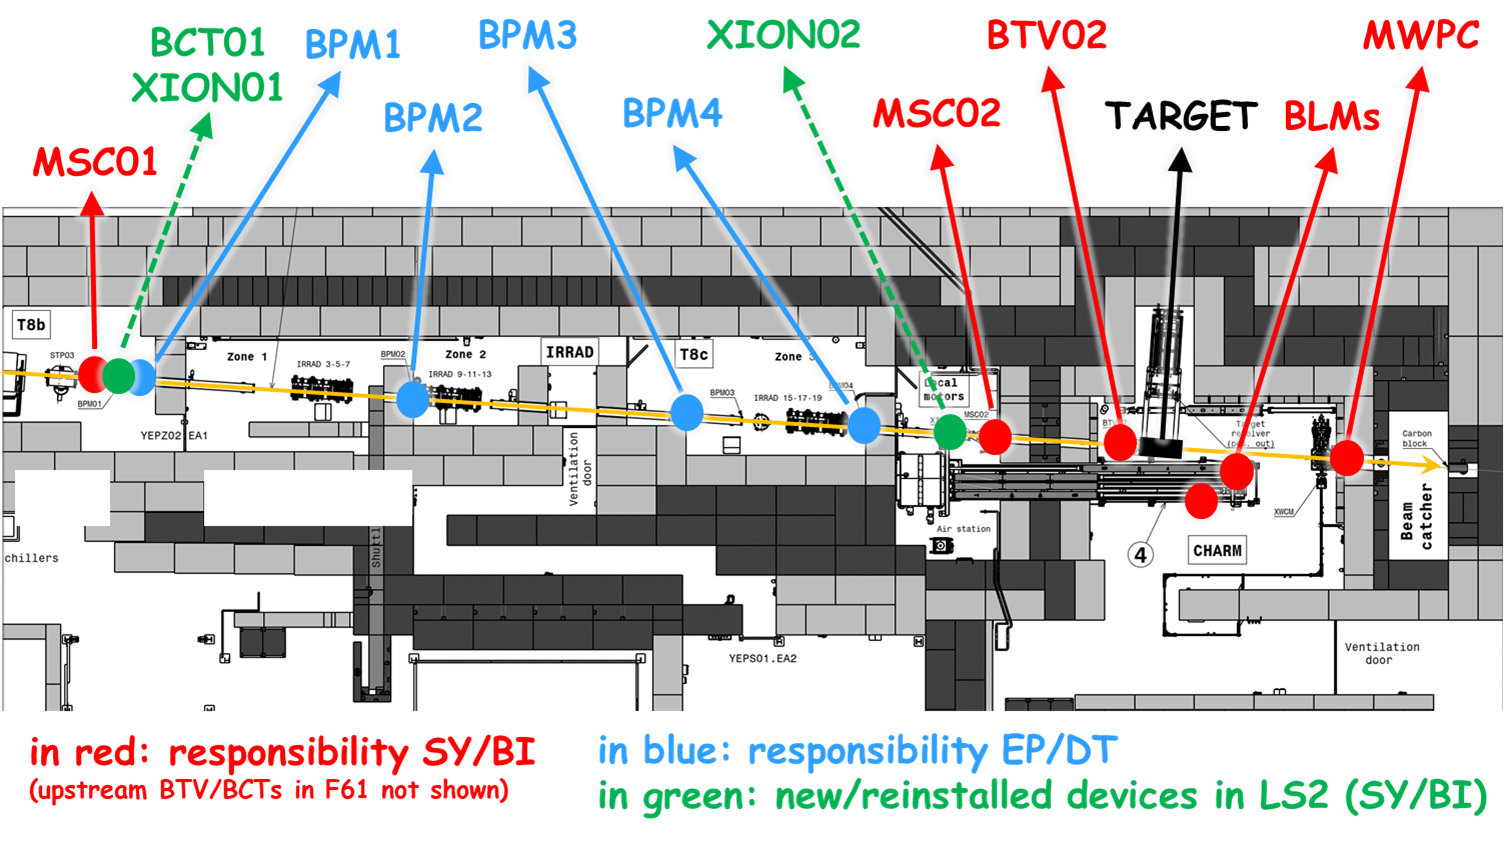 BCT01
XION01
BPM1
BPM3
XION02
BTV02
MWPC
BPM2
BPM4
MSC02
TARGET
BLMs
MSC01
T8b
STP03
BPM01
YEPZ02.EA1
Zone 1
IRRAD 3-5-7
BPM02
Zone 2
IRRAD 9-11-13
IRRAD
T8c
BPM03
Zone
IRRAD 15-17-19
Local
motors
MSC02
Target
Carbon
block
Ventilation
door
Air station
XWCM
4
CHARM
Beam
catcher
chillers
YEPS01.EA2
Ventilation
door
in red: responsibility SY/BI
(upstream BTV/BCTs in F61 not shown)
in blue: responsibility EP/DT
in green: new/reinstalled devices in LS2 (SY/BI)